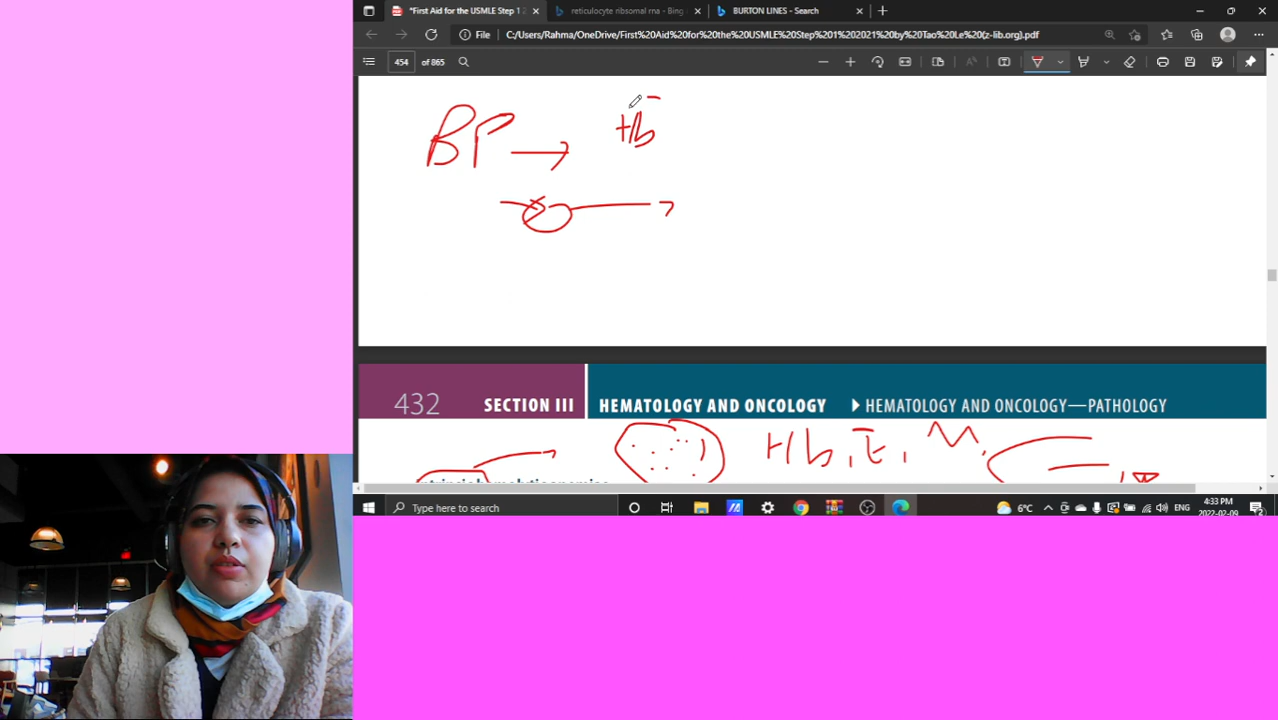 *First Aid for the USMLE Step 1 2
reticulocyte ribsomal rna - Bing
BURTON LINES - Search
File
C:/Users/Rahma/OneDrive/First%20Aid%20for%20the%20USMLE%20Step%201%202021%20by%20Tao%20Le%20(z-lib.org).pdf
454 of 865
BP → Hb
432 SECTION III HEMATOLOGY AND ONCOLOGY ▶ HEMATOLOGY AND ONCOLOGY—PATHOLOGY
Hb,
Type here to search
6°C
ENG
4:33 PM
2022-02-09